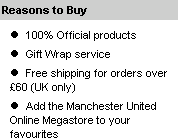 Reasons to Buy
● 100% Official products
● Gift Wrap service
● Free shipping for orders over
£60 (UK only)
● Add the Manchester United
Online Megastore to your
favourites